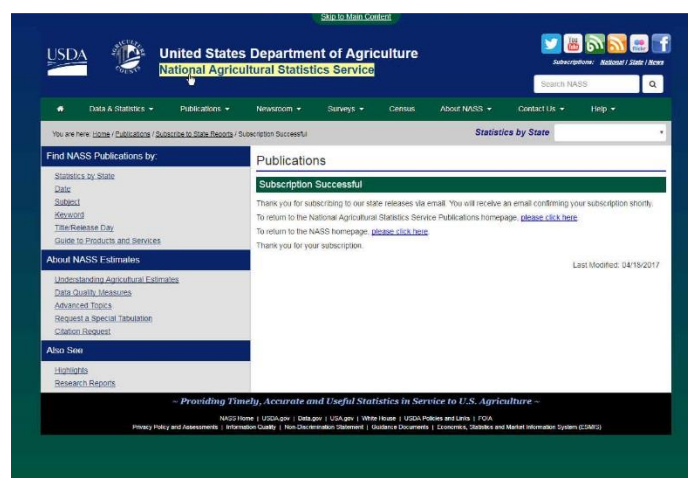 Skip to Main Content
USDA
AGRICULTURE COUNTS
United States Department of Agriculture
National Agricultural Statistics Service
You Tube
Subscriptions: National / State / News
Search NASS
Data & Statistics
Publications
Newsroom
Surveys
Census
About NASS
Contact Us
Help
You are here: Home / Publications / Subscribe to State Reports / Subscription Successful
Statistics by State
Find NASS Publications by:
Statistics by State
Date
Subject
Keyword
Title/Release Day
Guide to Products and Services
About NASS Estimates
Understanding Agricultural Estimates
Data Quality Measures
Advanced Topics
Request a Special Tabulation
Citation Request
Also See
Highlights
Research Reports
Publications
Subscription Successful
Thank you for subscribing to our state releases via email. You will receive an email confirming your subscription shortly.
To return to the National Agricultural Statistics Service Publications homepage, please click here.
To return to the NASS homepage, please click here.
Thank you for your subscription.
Last Modified: 04/18/2017
~ Providing Timely, Accurate and Useful Statistics in Service to U.S. Agriculture ~
NASS Home | USDA.gov | Data.gov | USA.gov | White House | USDA Policies and Links | FOIA
Privacy Policy and Assessments | Information Quality | Non-Discrimination Statement | Guidance Documents | Economics, Statistics and Market Information System (ESMIS)